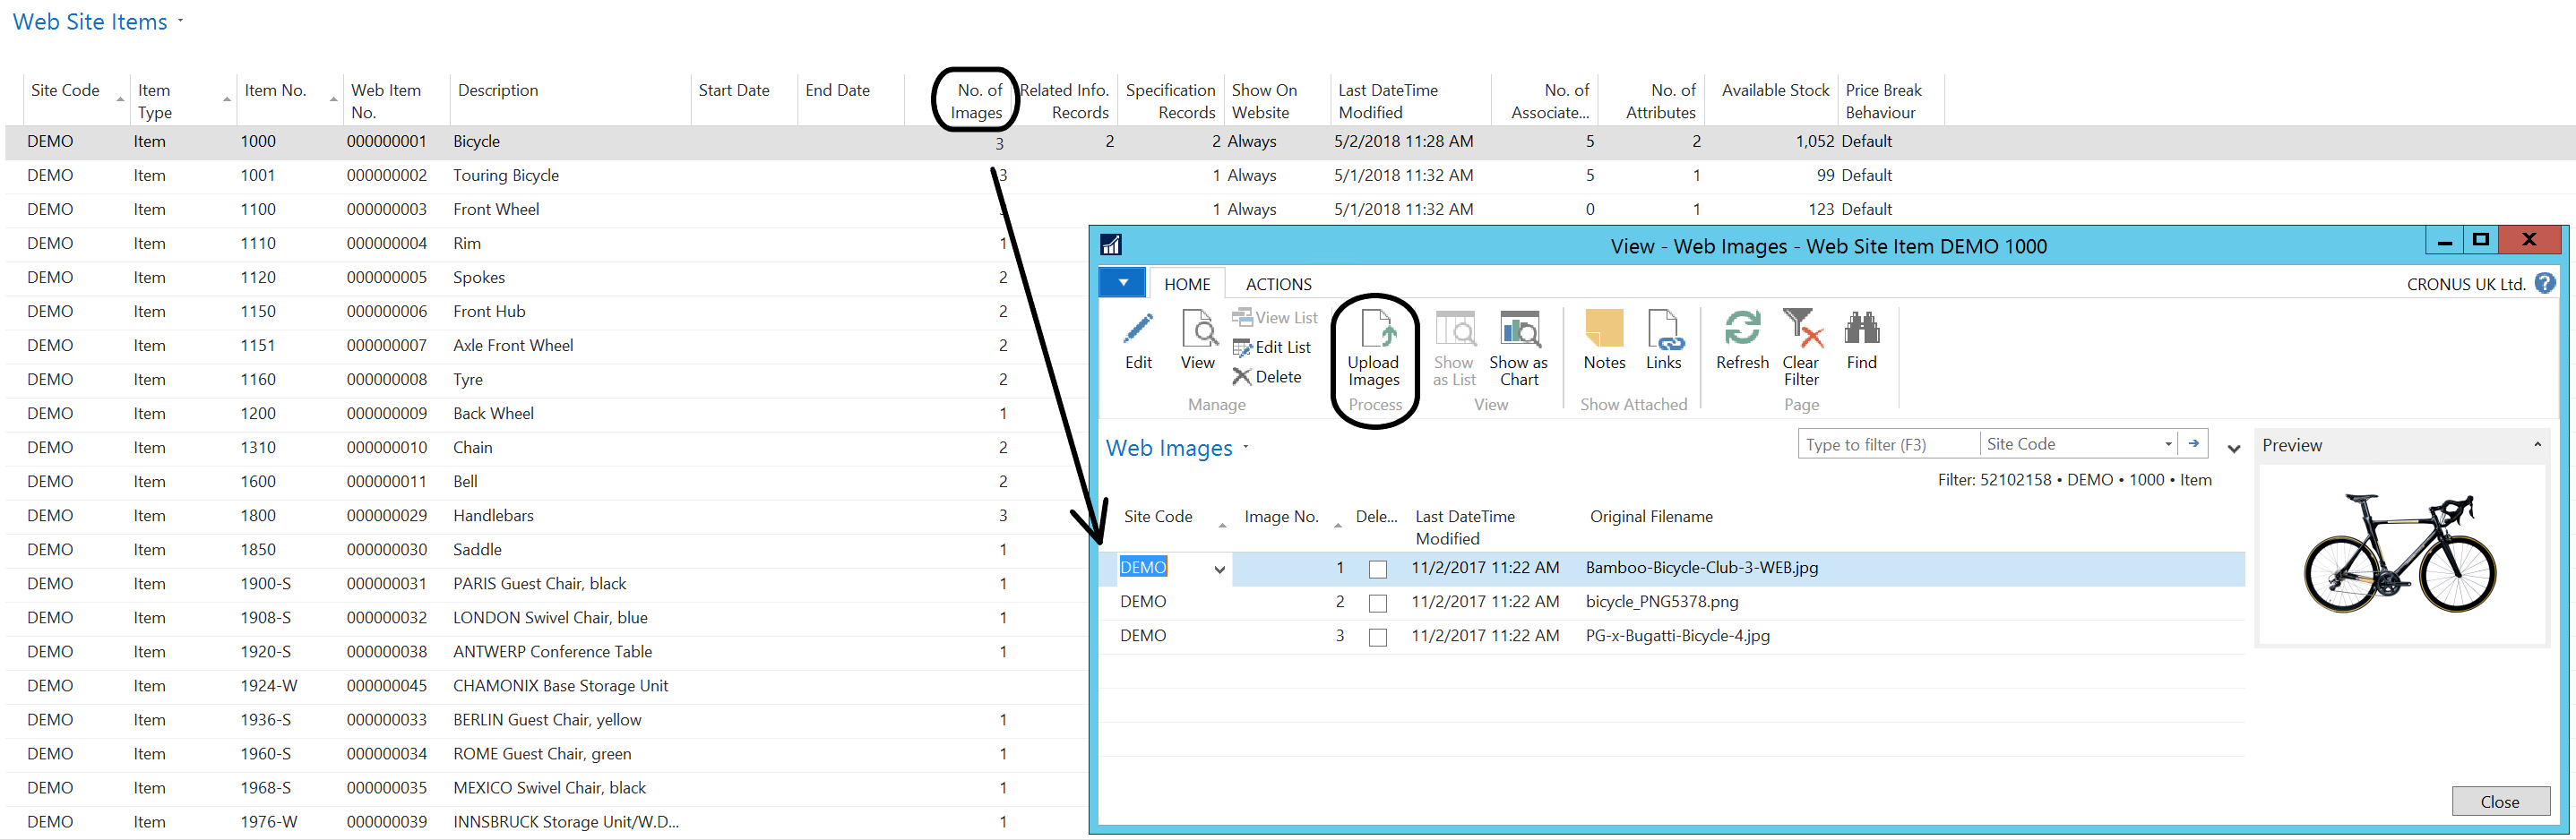 Web Site Items
Site Code Item Type Item No. Web Item No. Description Start Date End Date No. of Images Related Info. Records Specification Records Show On Website Last DateTime Modified No. of Associate... No. of Attributes Available Stock Price Break Behaviour
DEMO Item 1000 000000001 Bicycle 3 2 2 Always 5/2/2018 11:28 AM 5 2 1,052 Default
DEMO Item 1001 000000002 Touring Bicycle 3 1 Always 5/1/2018 11:32 AM 5 1 99 Default
DEMO Item 1100 000000003 Front Wheel 1 Always 5/1/2018 11:32 AM 0 1 123 Default
DEMO Item 1110 000000004 Rim 1
DEMO Item 1120 000000005 Spokes 2
DEMO Item 1150 000000006 Front Hub 2
DEMO Item 1151 000000007 Axle Front Wheel 2
DEMO Item 1160 000000008 Tyre 2
DEMO Item 1200 000000009 Back Wheel 1
DEMO Item 1310 000000010 Chain 2
DEMO Item 1600 000000011 Bell 2
DEMO Item 1800 000000029 Handlebars 3
DEMO Item 1850 000000030 Saddle 1
DEMO Item 1900-S 000000031 PARIS Guest Chair, black 1
DEMO Item 1908-S 000000032 LONDON Swivel Chair, blue 1
DEMO Item 1920-S 000000038 ANTWERP Conference Table 1
DEMO Item 1924-W 000000045 CHAMONIX Base Storage Unit
DEMO Item 1936-S 000000033 BERLIN Guest Chair, yellow 1
DEMO Item 1960-S 000000034 ROME Guest Chair, green 1
DEMO Item 1968-S 000000035 MEXICO Swivel Chair, black 1
DEMO Item 1976-W 000000039 INNSBRUCK Storage Unit/W.D... 1
View - Web Images - Web Site Item DEMO 1000
HOME ACTIONS CRONUS UK Ltd.
Edit View
View List
Edit List
Delete
Manage
Upload Images
Process
Show as List
Show as Chart
View
Notes Links
Show Attached
Refresh
Clear Filter
Find
Page
Web Images
Type to filter (F3) Site Code
Filter: 52102158 • DEMO • 1000 • Item
Site Code Image No. Dele... Last DateTime Modified Original Filename
DEMO 1 11/2/2017 11:22 AM Bamboo-Bicycle-Club-3-WEB.jpg
DEMO 2 11/2/2017 11:22 AM bicycle_PNG5378.png
DEMO 3 11/2/2017 11:22 AM PG-x-Bugatti-Bicycle-4.jpg
Preview
Close